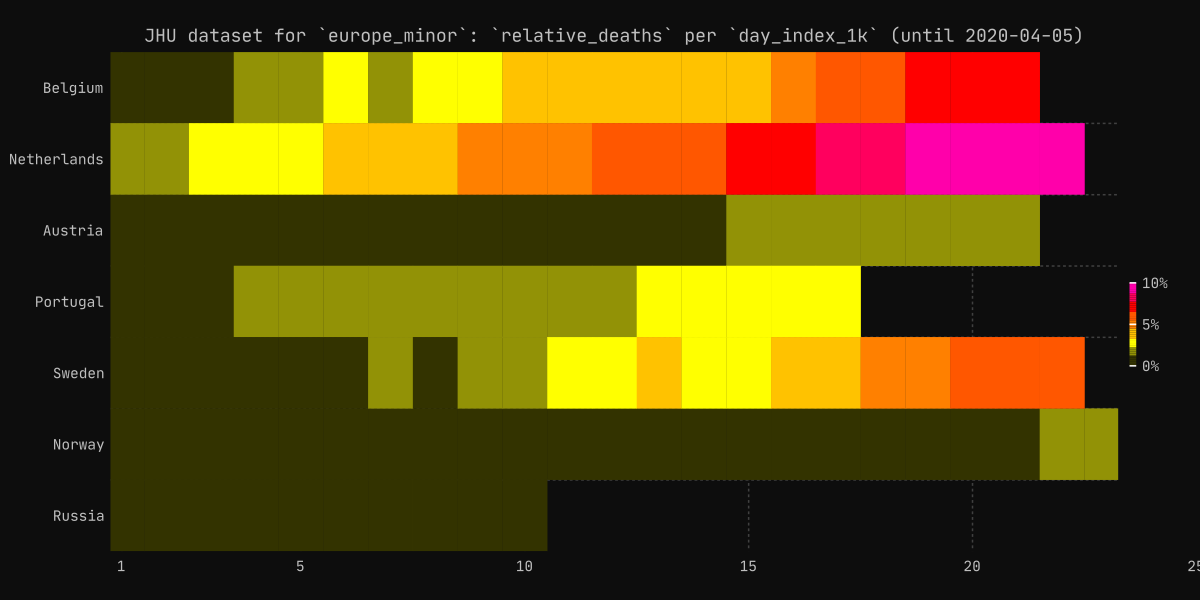 JHU dataset for `europe_minor`: `relative_deaths` per `day_index_1k` (until 2020-04-05)
Belgium
Netherlands
Austria
Portugal
Sweden
Norway
Russia
10%
5%
0%
1 5 10 15 20 25